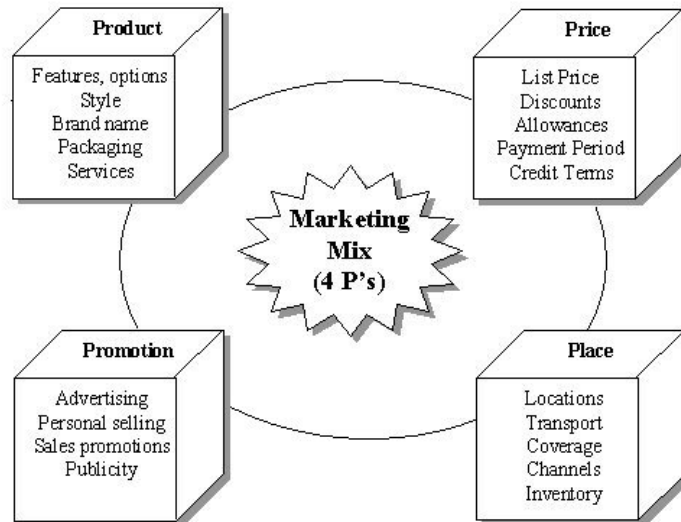 Product
Features, options
Style
Brand name
Packaging
Services
Price
List Price
Discounts
Allowances
Payment Period
Credit Terms
Marketing
Mix
(4 P's)
Promotion
Advertising
Personal selling
Sales promotions
Publicity
Place
Locations
Transport
Coverage
Channels
Inventory